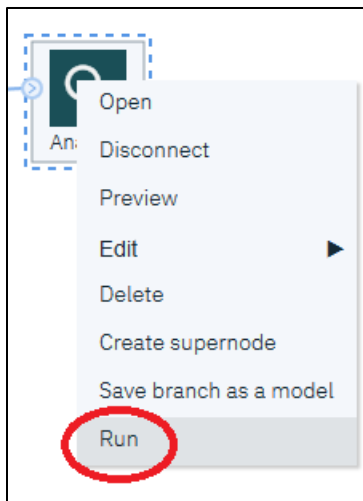 Open
Ana
Disconnect
Preview
Edit
Delete
Create supernode
Save branch as a model
Run